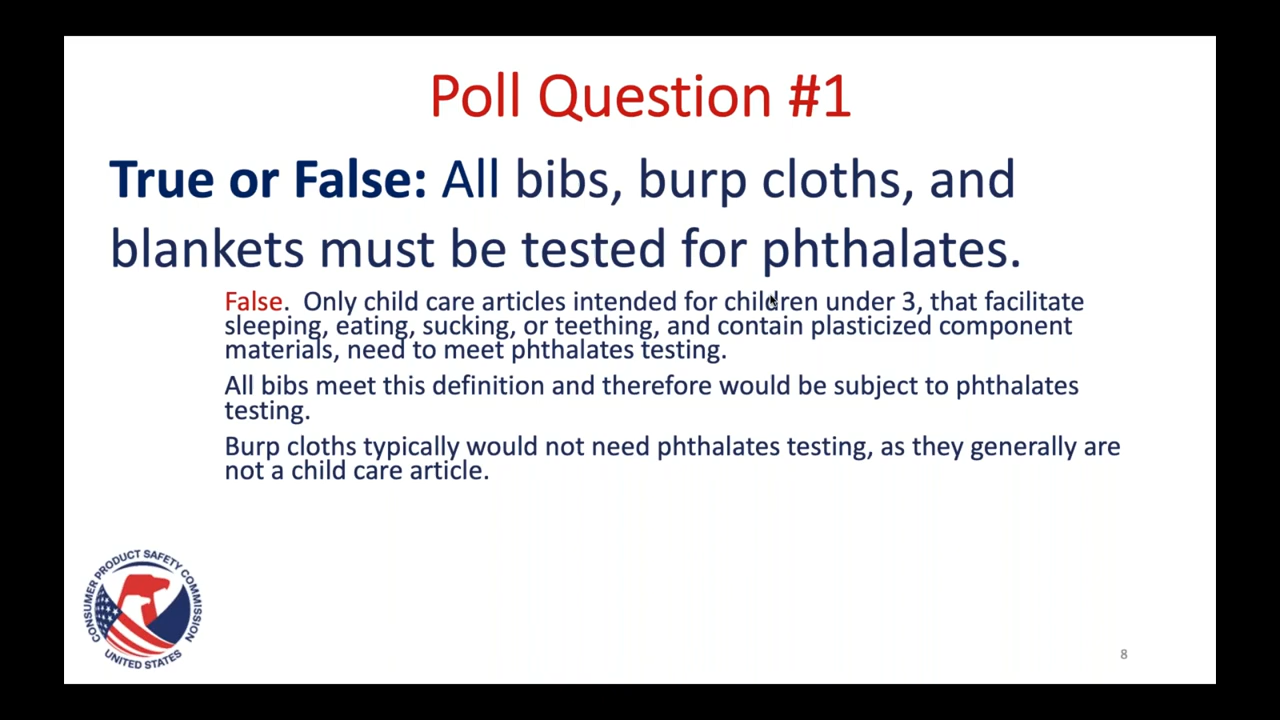 Poll Question #1
True or False: All bibs, burp cloths, and
blankets must be tested for phthalates.
False.  Only child care articles intended for children under 3, that facilitate
sleeping, eating, sucking, or teething, and contain plasticized component
materials, need to meet phthalates testing.
All bibs meet this definition and therefore would be subject to phthalates
testing.
Burp cloths typically would not need phthalates testing, as they generally are
not a child care article.
CONSUMER PRODUCT SAFETY COMMISSION
UNITED STATES
8